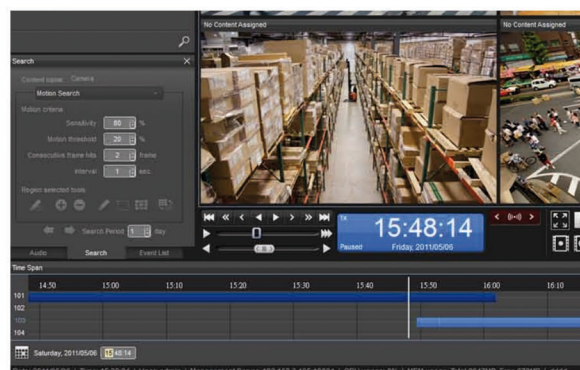 No Content Assigned
No Content Assigned
Search
Content name: Camera
Motion Search
Motion criteria
Sensitivity 80 %
Motion threshold 20 %
Consecutive frame hits 2 frame
Interval 1 sec.
Region selected tools
Search Period 1 day
Audio Search Event List
1X
15:48:14
Paused
Friday, 2011/05/06
Time Span
14:50 15:00 15:10 15:20 15:30 15:40 15:50 16:00 16:10
101
102
103
104
Saturday, 2011/05/06 15:48:14